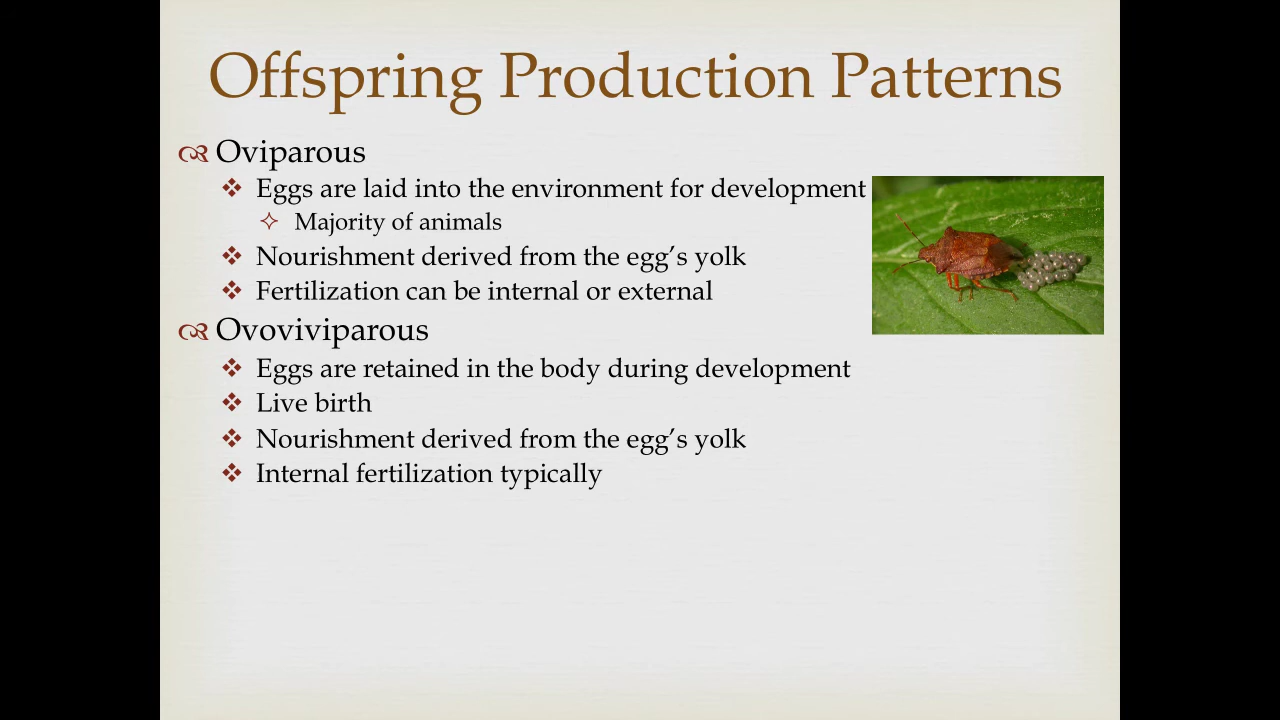 Offspring Production Patterns
Oviparous
Eggs are laid into the environment for development
Majority of animals
Nourishment derived from the egg’s yolk
Fertilization can be internal or external
Ovoviviparous
Eggs are retained in the body during development
Live birth
Nourishment derived from the egg’s yolk
Internal fertilization typically